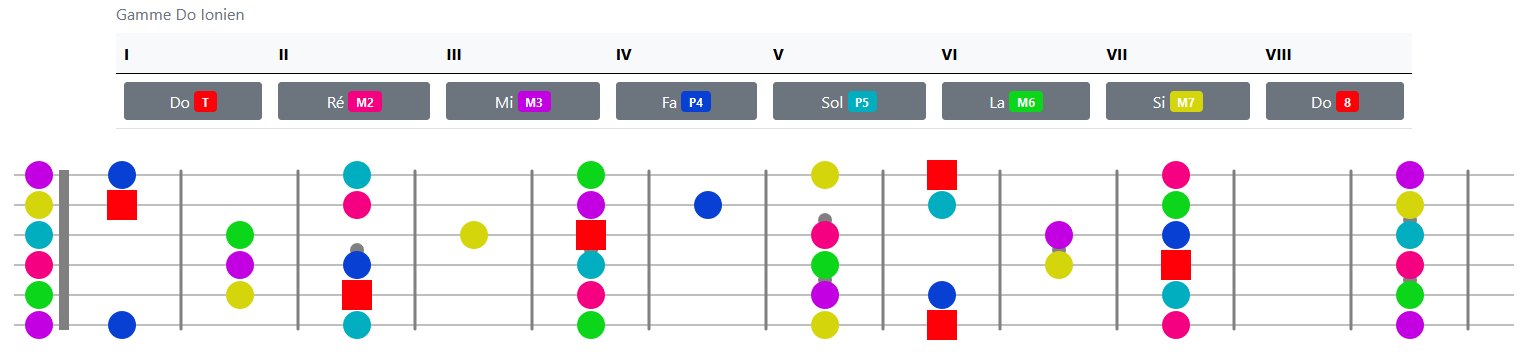 Gamme Do Ionien
I II III IV V VI VII VIII
Do T Ré M2 Mi M3 Fa P4 Sol P5 La M6 Si M7 Do 8